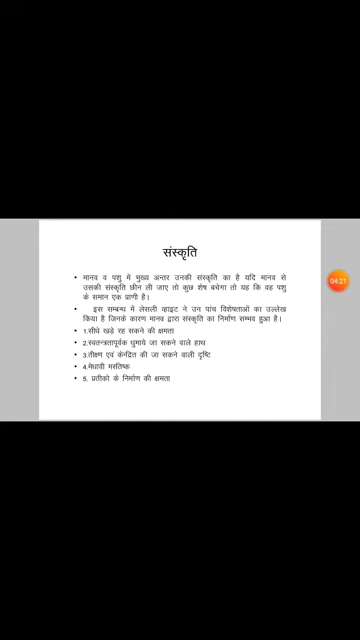 संस्कृति
• मानव व पशु में मुख्य अन्तर उनकी संस्कृति का है यदि मानव से
उसकी संस्कृति छीन ली जाए तो कुछ शेष बचेगा तो यह कि वह पशु
के समान एक प्राणी है।
• इस सम्बन्ध में लेसली व्हाइट ने उन पांच विशेषताओं का उल्लेख
किया है जिनके कारण मानव द्वारा संस्कृति का निर्माण सम्भव हुआ है।
• 1.सीधे खड़े रह सकने की क्षमता
• 2.स्वतन्त्रतापूर्वक घुमाये जा सकने वाले हाथ
• 3.तीक्ष्ण एवं केन्द्रित की जा सकने वाली दृष्टि
• 4.मेधावी मस्तिष्क
• 5. प्रतीको के निर्माण की क्षमता
04:21